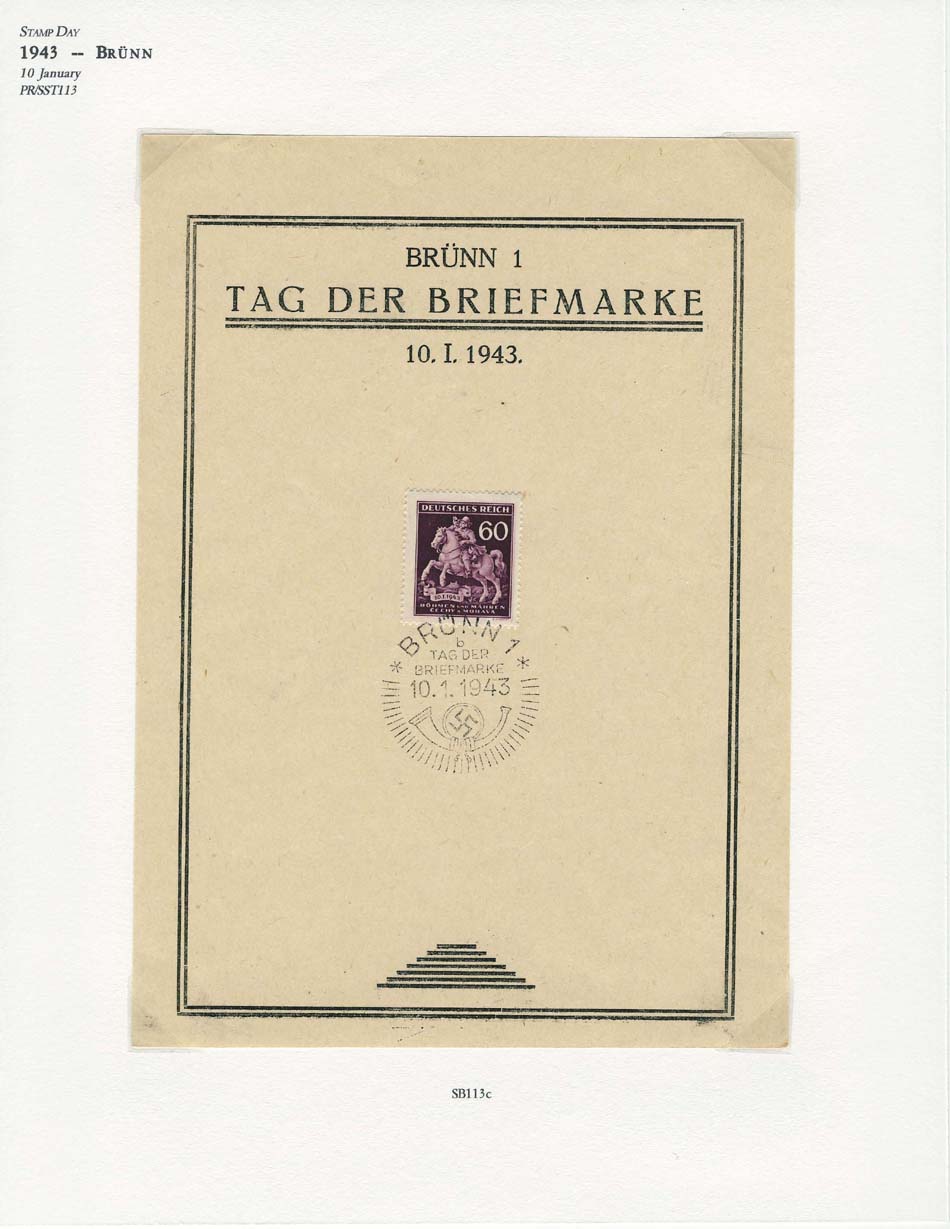 STAMP DAY
1943 -- BRÜNN
10 January
PR/SST113
BRÜNN 1
TAG DER BRIEFMARKE
10. I. 1943.
DEUTSCHES REICH
60
10.I.1943
BÖHMEN UND MÄHREN
ČECHY A MORAVA
BRÜNN 1
b
TAG DER
BRIEFMARKE
10.1.1943
SB113c